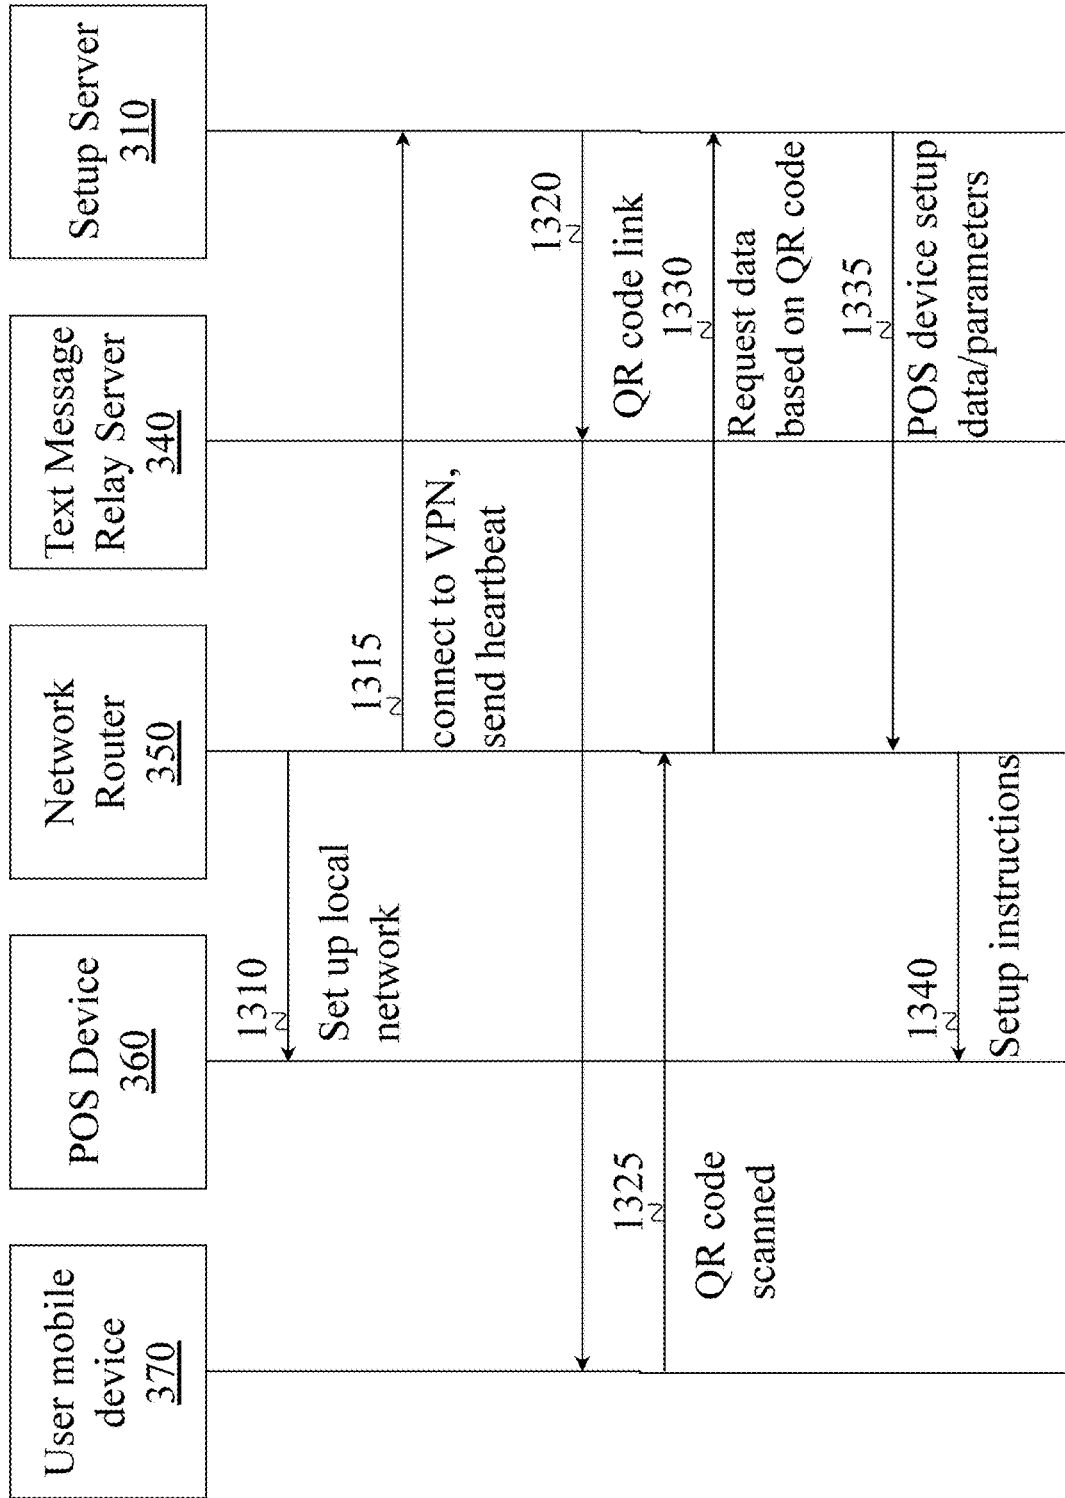 User mobile
device
370
POS Device
360
Network
Router
350
Text Message
Relay Server
340
Setup Server
310
1310
Set up local
network
1315
connect to VPN,
send heartbeat
1320
QR code link
1325
QR code
scanned
1330
Request data
based on QR code
1335
POS device setup
data/parameters
1340
Setup instructions